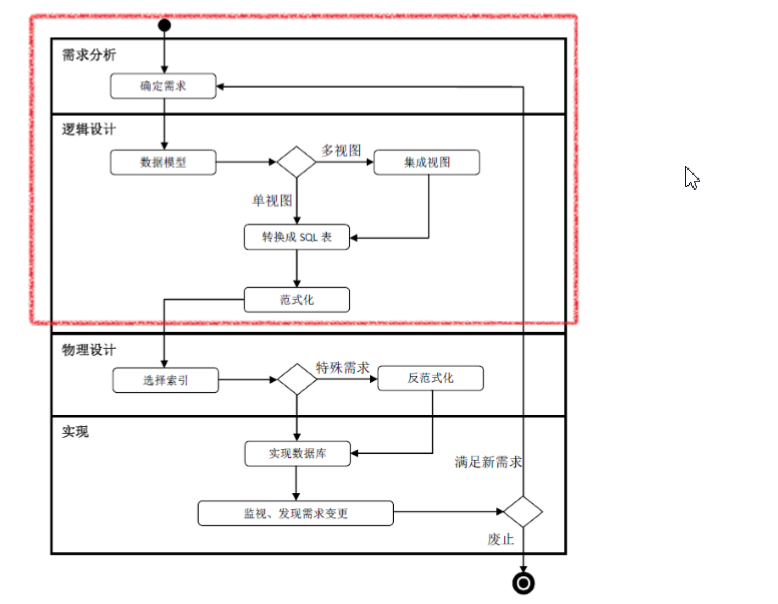 需求分析
确定需求
逻辑设计
多视图
数据模型
集成视图
单视图
转换成 SQL 表
范式化
物理设计
特殊需求
选择索引
反范式化
实现
实现数据库
满足新需求
监视、发现需求变更
废止